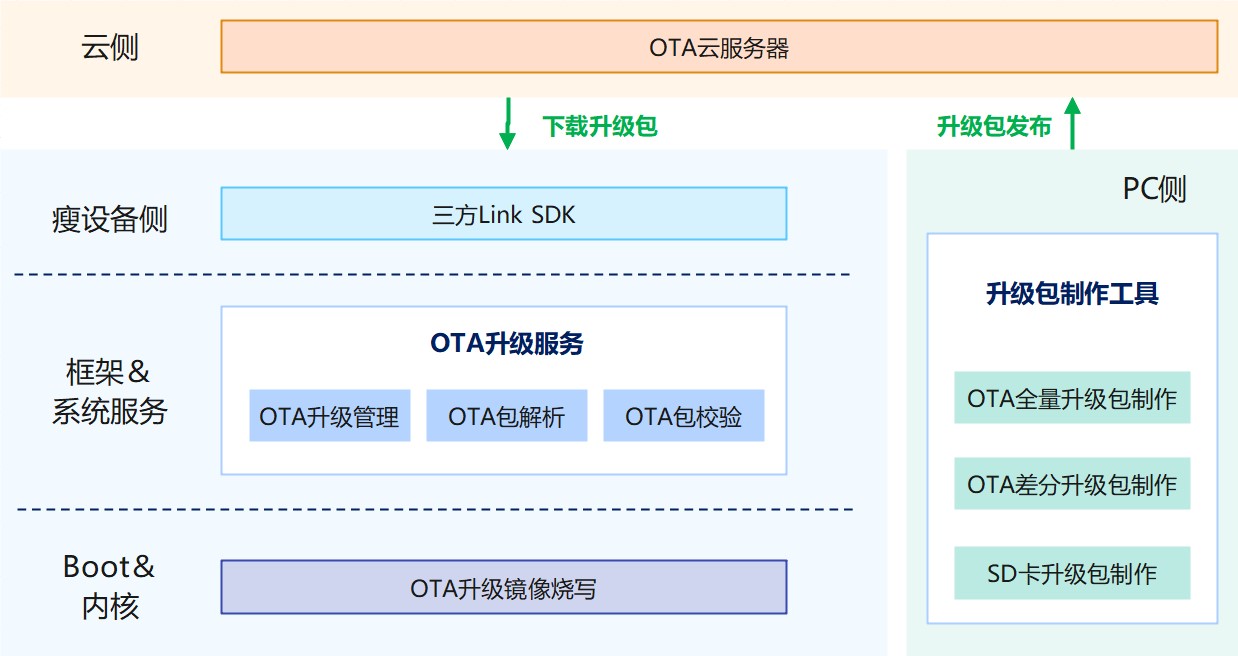 云侧
OTA云服务器
下载升级包
升级包发布
瘦设备侧
三方Link SDK
框架&
系统服务
OTA升级服务
OTA升级管理
OTA包解析
OTA包校验
Boot&
内核
OTA升级镜像烧写
PC侧
升级包制作工具
OTA全量升级包制作
OTA差分升级包制作
SD卡升级包制作